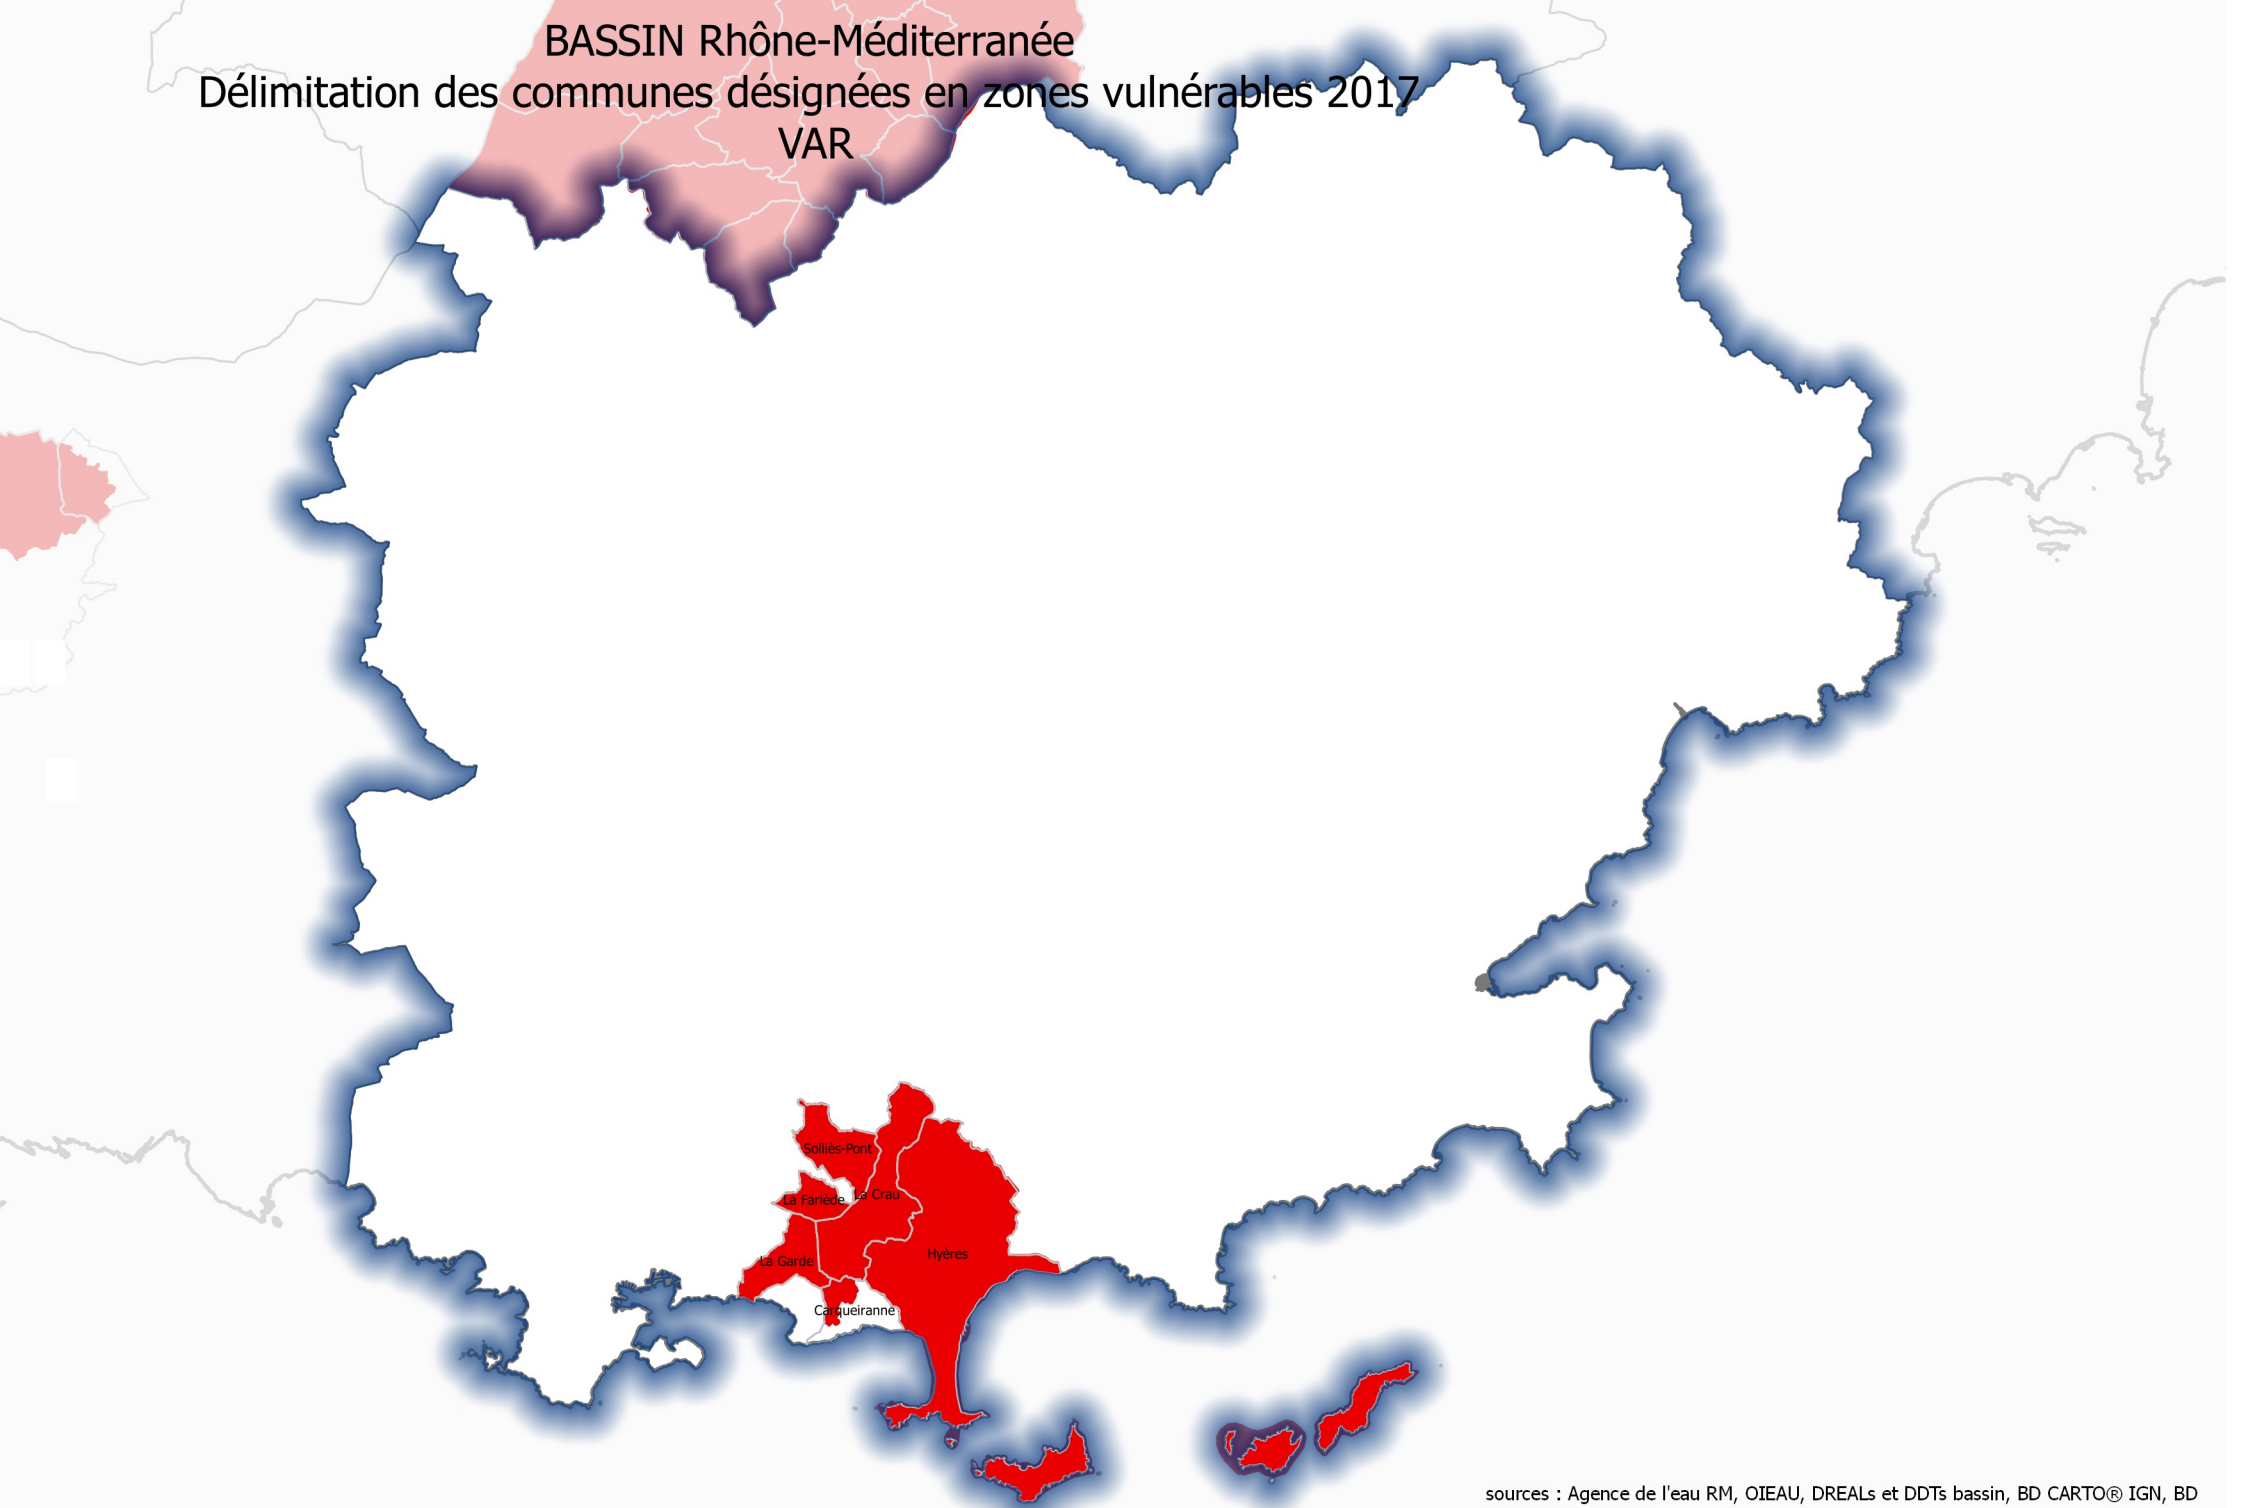 BASSIN Rhône-Méditerranée
Délimitation des communes désignées en zones vulnérables 2017
VAR
Solliès-Pont
La Farlède
La Crau
La Garde
Hyères
Carqueiranne
sources : Agence de l'eau RM, OIEAU, DREALs et DDTs bassin, BD CARTO® IGN, BD